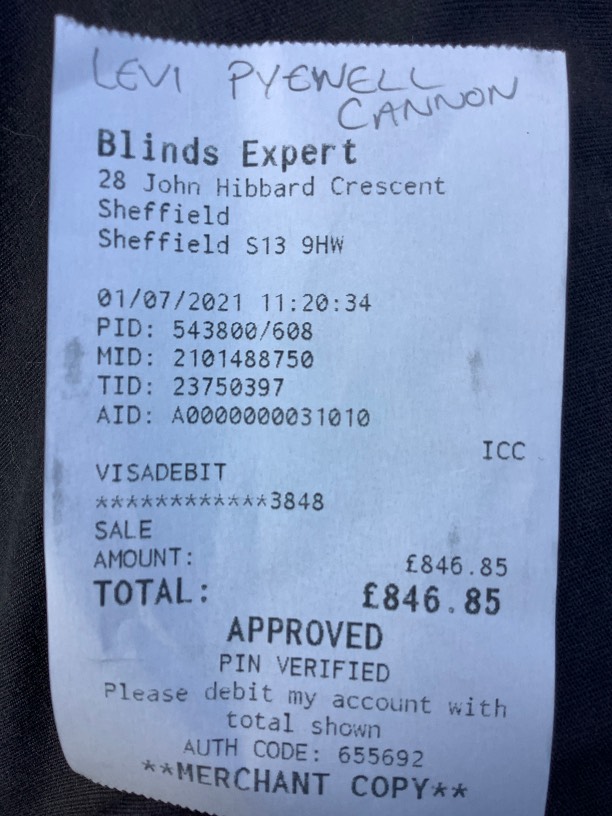 LEVI PYEWELL
CANNON
Blinds Expert
28 John Hibbard Crescent
Sheffield
Sheffield S13 9HW
01/07/2021 11:20:34
PID: 543800/608
MID: 2101488750
TID: 23750397
AID: A0000000031010
ICC
VISADEBIT
************3848
SALE
AMOUNT: £846.85
TOTAL: £846.85
APPROVED
PIN VERIFIED
Please debit my account with
total shown
AUTH CODE: 655692
**MERCHANT COPY**